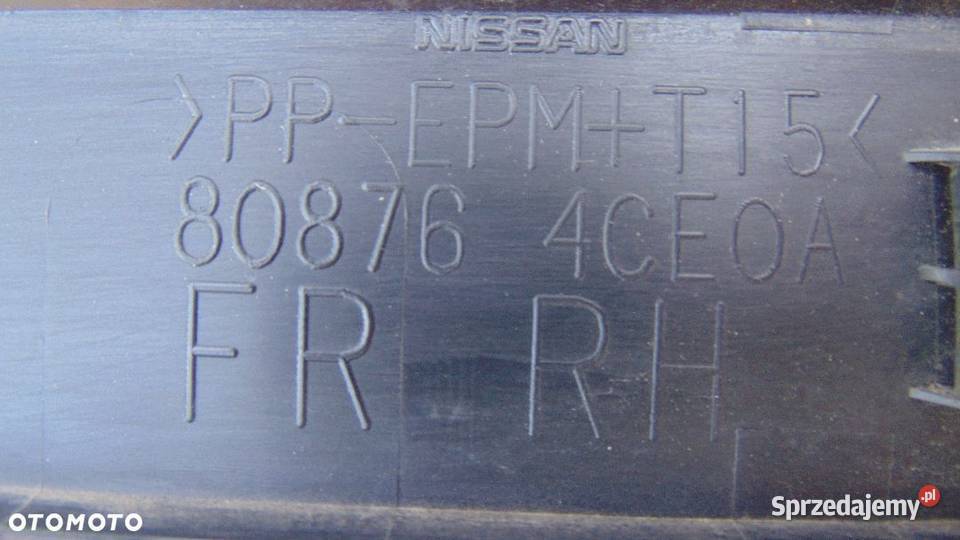 NISSAN
>PP-EPM+T15<
80876 4CE0A
FR RH
OTOMOTO
Sprzedajemy.pl